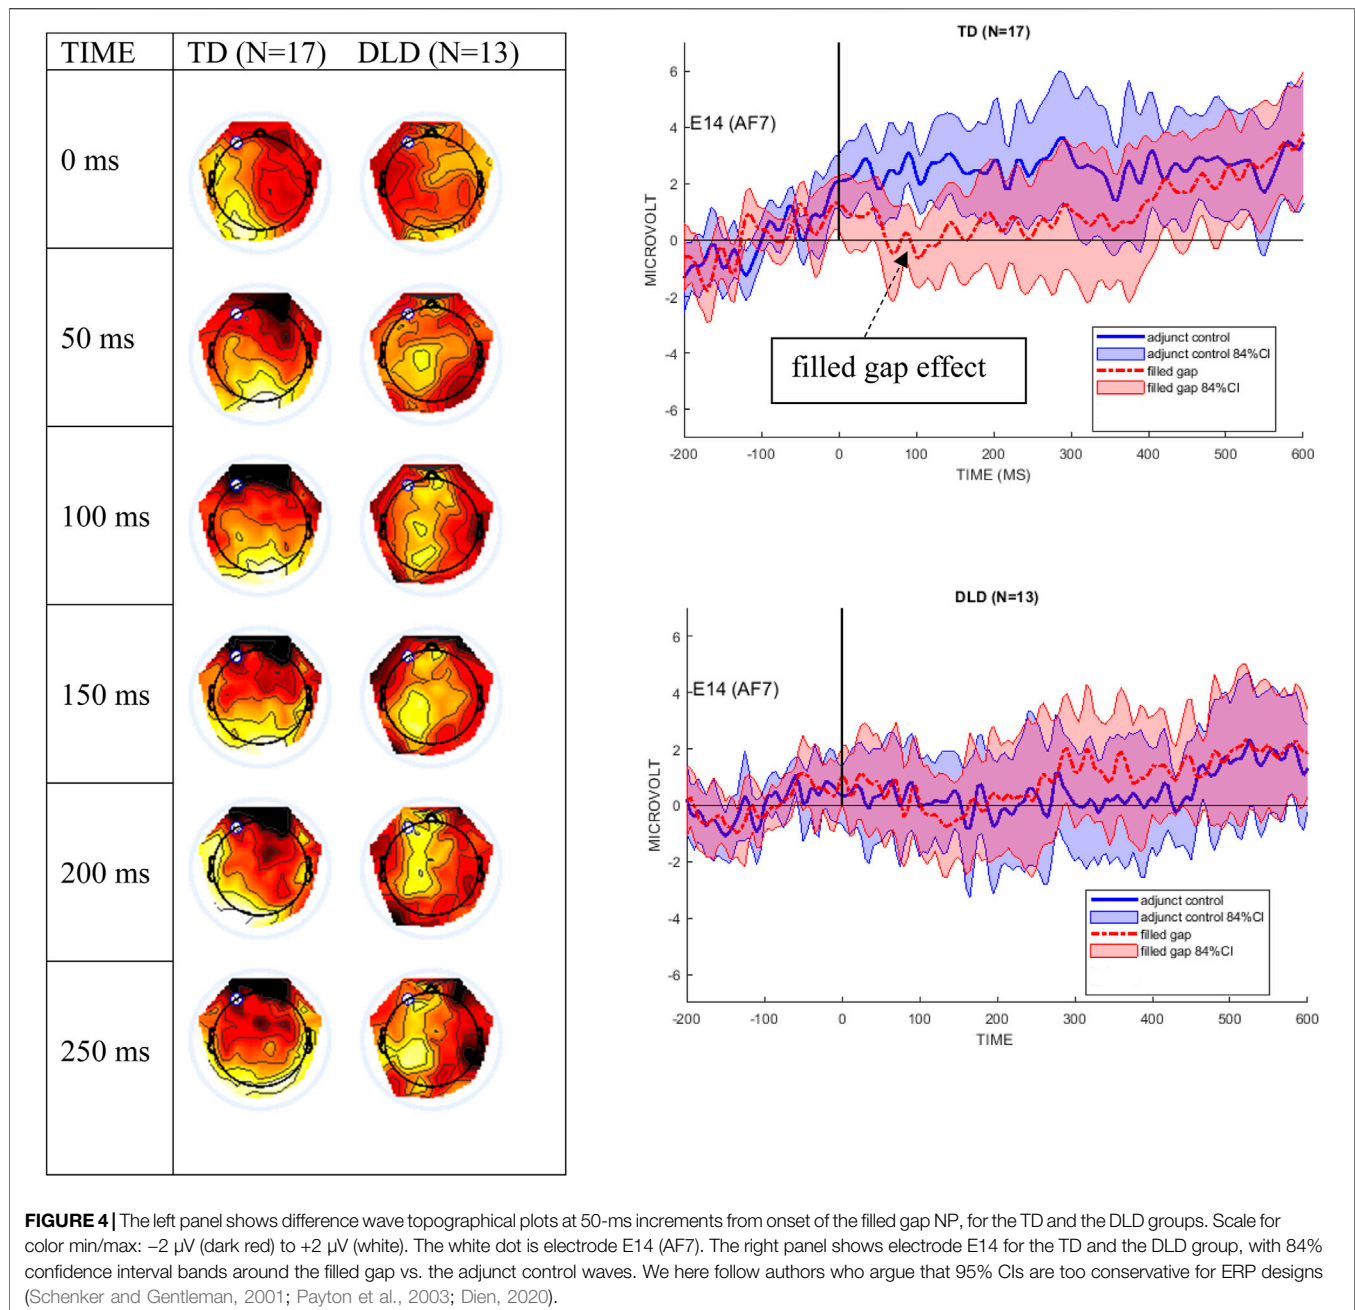 TIME TD (N=17) DLD (N=13)
0 ms
50 ms
100 ms
150 ms
200 ms
250 ms
TD (N=17)
E14 (AF7)
MICROVOLT
6
4
2
0
-2
-4
-6
filled gap effect
adjunct control
adjunct control 84%CI
filled gap
filled gap 84%CI
-200 -100 0 100 200 300 400 500 600
TIME (MS)
DLD (N=13)
E14 (AF7)
MICROVOLT
6
4
2
0
-2
-4
-6
adjunct control
adjunct control 84%CI
filled gap
filled gap 84%CI
-200 -100 0 100 200 300 400 500 600
TIME
FIGURE 4 | The left panel shows difference wave topographical plots at 50-ms increments from onset of the filled gap NP, for the TD and the DLD groups. Scale for
color min/max: −2 µV (dark red) to +2 µV (white). The white dot is electrode E14 (AF7). The right panel shows electrode E14 for the TD and the DLD group, with 84%
confidence interval bands around the filled gap vs. the adjunct control waves. We here follow authors who argue that 95% CIs are too conservative for ERP designs
(Schenker and Gentleman, 2001; Payton et al., 2003; Dien, 2020).